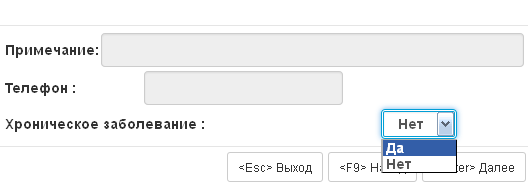 Примечание:
Телефон :
Хроническое заболевание : Нет
Да
Нет
<Esc> Выход <F9> Далее